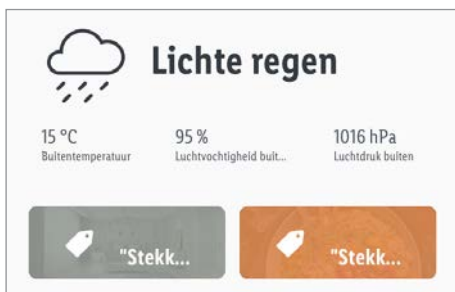 Lichte regen
15 °C 95 % 1016 hPa
Buitentemperatuur Luchtvochtigheid buit... Luchtdruk buiten
"Stekk... "Stekk...